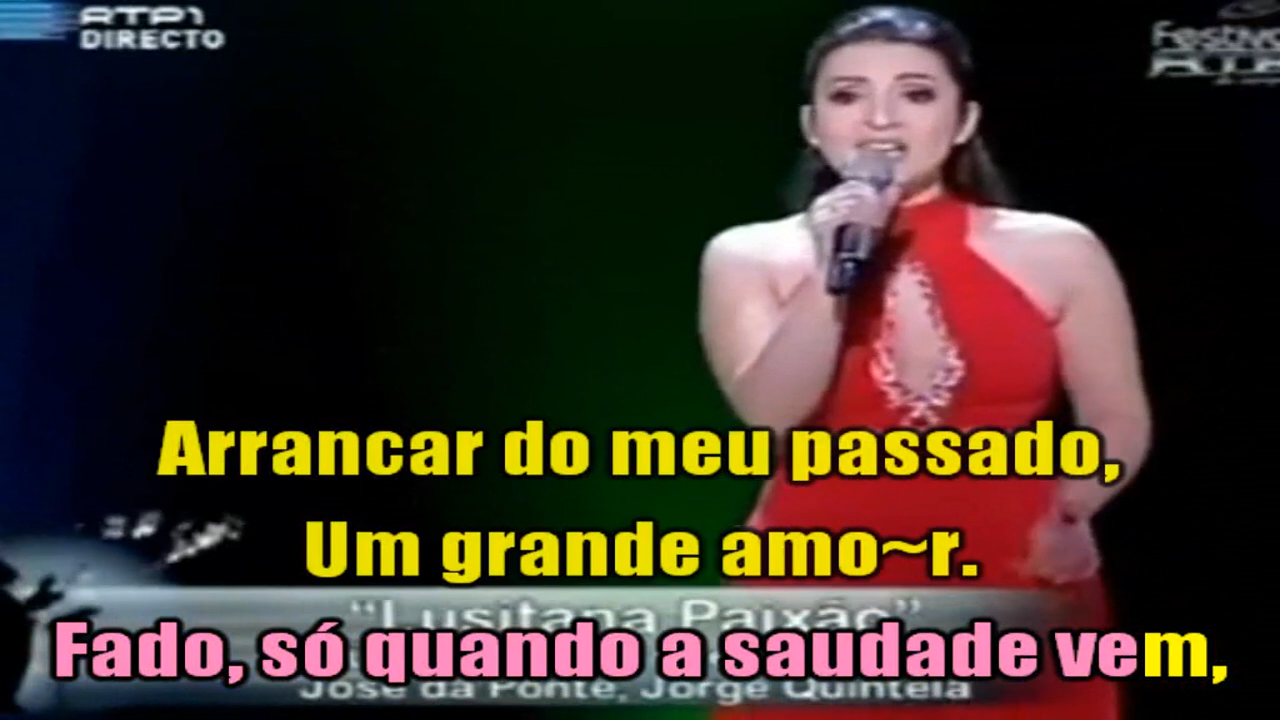 RTP1
DIRECTO
Festiv
Arrancar do meu passado,
Um grande amo~r.
"Lusitana Paixão"
Fado, só quando a saudade vem,
José da Ponte, Jorge Quintela